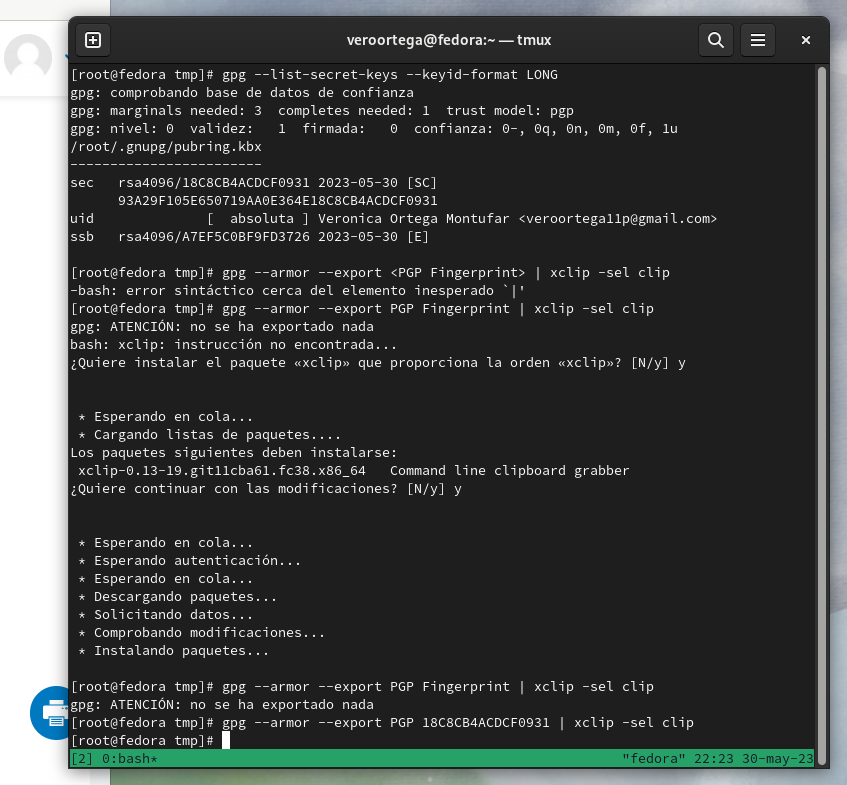 veroortega@fedora:~ — tmux
[root@fedora tmp]# gpg --list-secret-keys --keyid-format LONG
gpg: comprobando base de datos de confianza
gpg: marginals needed: 3  completes needed: 1  trust model: pgp
gpg: nivel: 0  validez:   1  firmada:   0  confianza: 0-, 0q, 0n, 0m, 0f, 1u
/root/.gnupg/pubring.kbx
------------------------
sec   rsa4096/18C8CB4ACDCF0931 2023-05-30 [SC]
      93A29F105E650719AA0E364E18C8CB4ACDCF0931
uid              [  absoluta ] Veronica Ortega Montufar <veroortega11p@gmail.com>
ssb   rsa4096/A7EF5C0BF9FD3726 2023-05-30 [E]
[root@fedora tmp]# gpg --armor --export <PGP Fingerprint> | xclip -sel clip
-bash: error sintáctico cerca del elemento inesperado `|'
[root@fedora tmp]# gpg --armor --export PGP Fingerprint | xclip -sel clip
gpg: ATENCIÓN: no se ha exportado nada
bash: xclip: instrucción no encontrada...
¿Quiere instalar el paquete «xclip» que proporciona la orden «xclip»? [N/y] y
 * Esperando en cola...
 * Cargando listas de paquetes....
Los paquetes siguientes deben instalarse:
 xclip-0.13-19.git11cba61.fc38.x86_64   Command line clipboard grabber
¿Quiere continuar con las modificaciones? [N/y] y
 * Esperando en cola...
 * Esperando autenticación...
 * Esperando en cola...
 * Descargando paquetes...
 * Solicitando datos...
 * Comprobando modificaciones...
 * Instalando paquetes...
[root@fedora tmp]# gpg --armor --export PGP Fingerprint | xclip -sel clip
gpg: ATENCIÓN: no se ha exportado nada
[root@fedora tmp]# gpg --armor --export PGP 18C8CB4ACDCF0931 | xclip -sel clip
[root@fedora tmp]#
[2] 0:bash* "fedora" 22:23 30-may-23